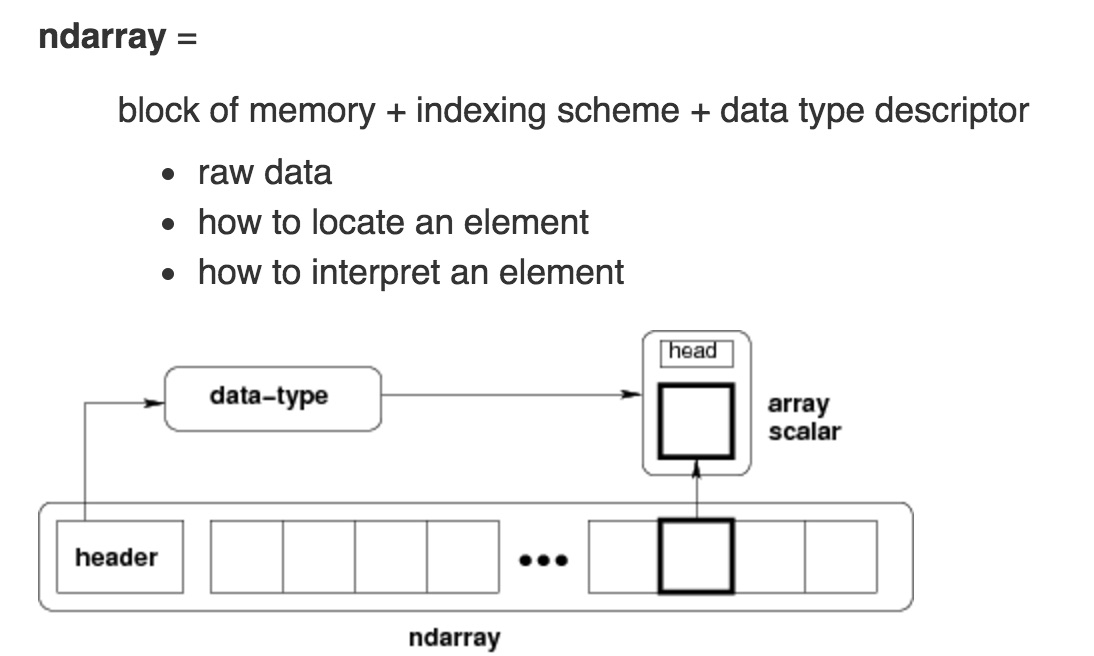 ndarray =
block of memory + indexing scheme + data type descriptor
• raw data
• how to locate an element
• how to interpret an element
head
data-type
array
scalar
header
ndarray